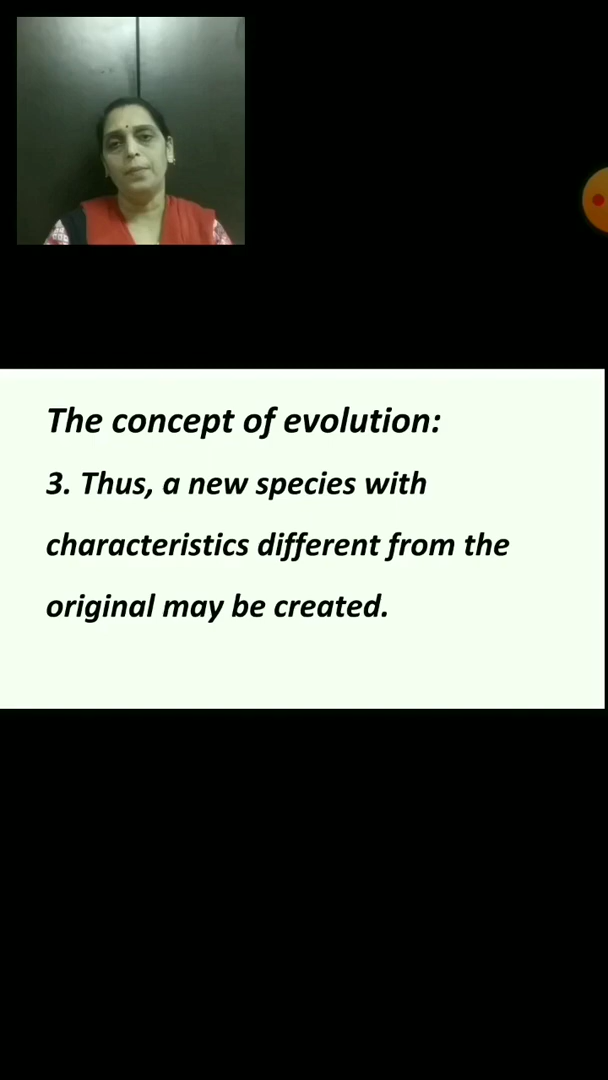 The concept of evolution:
3. Thus, a new species with
characteristics different from the
original may be created.